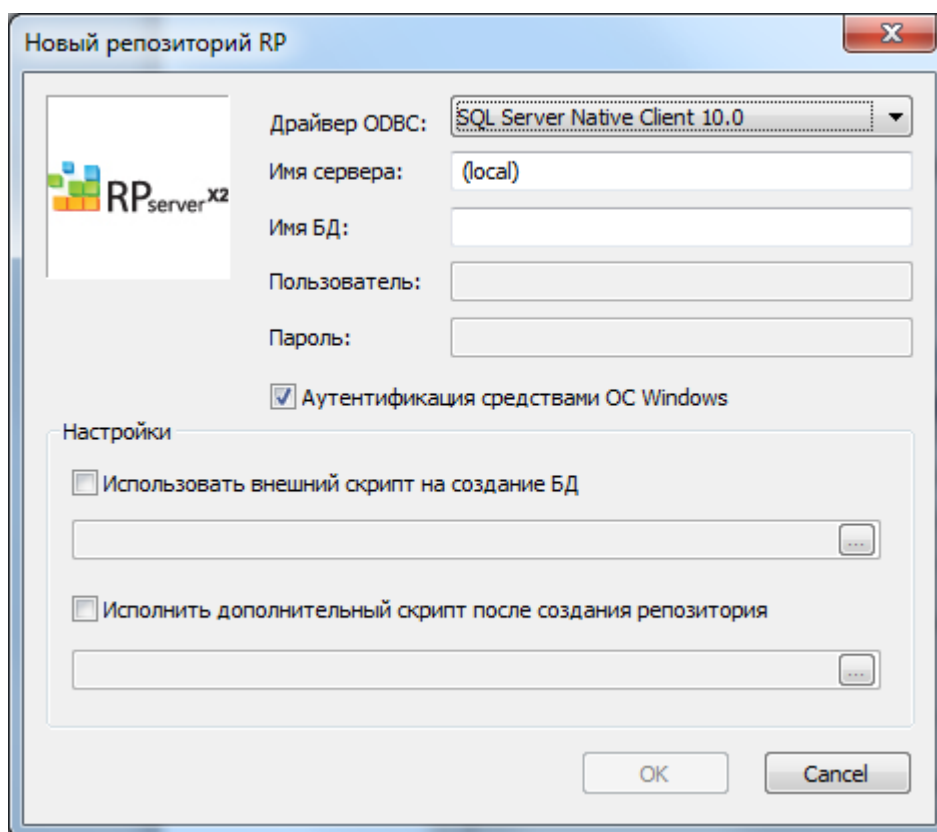 Новый репозиторий RP
RPserver X2
Драйвер ODBC: SQL Server Native Client 10.0
Имя сервера: (local)
Имя БД:
Пользователь:
Пароль:
Аутентификация средствами ОС Windows
Настройки
Использовать внешний скрипт на создание БД
...
Исполнить дополнительный скрипт после создания репозитория
...
OK Cancel